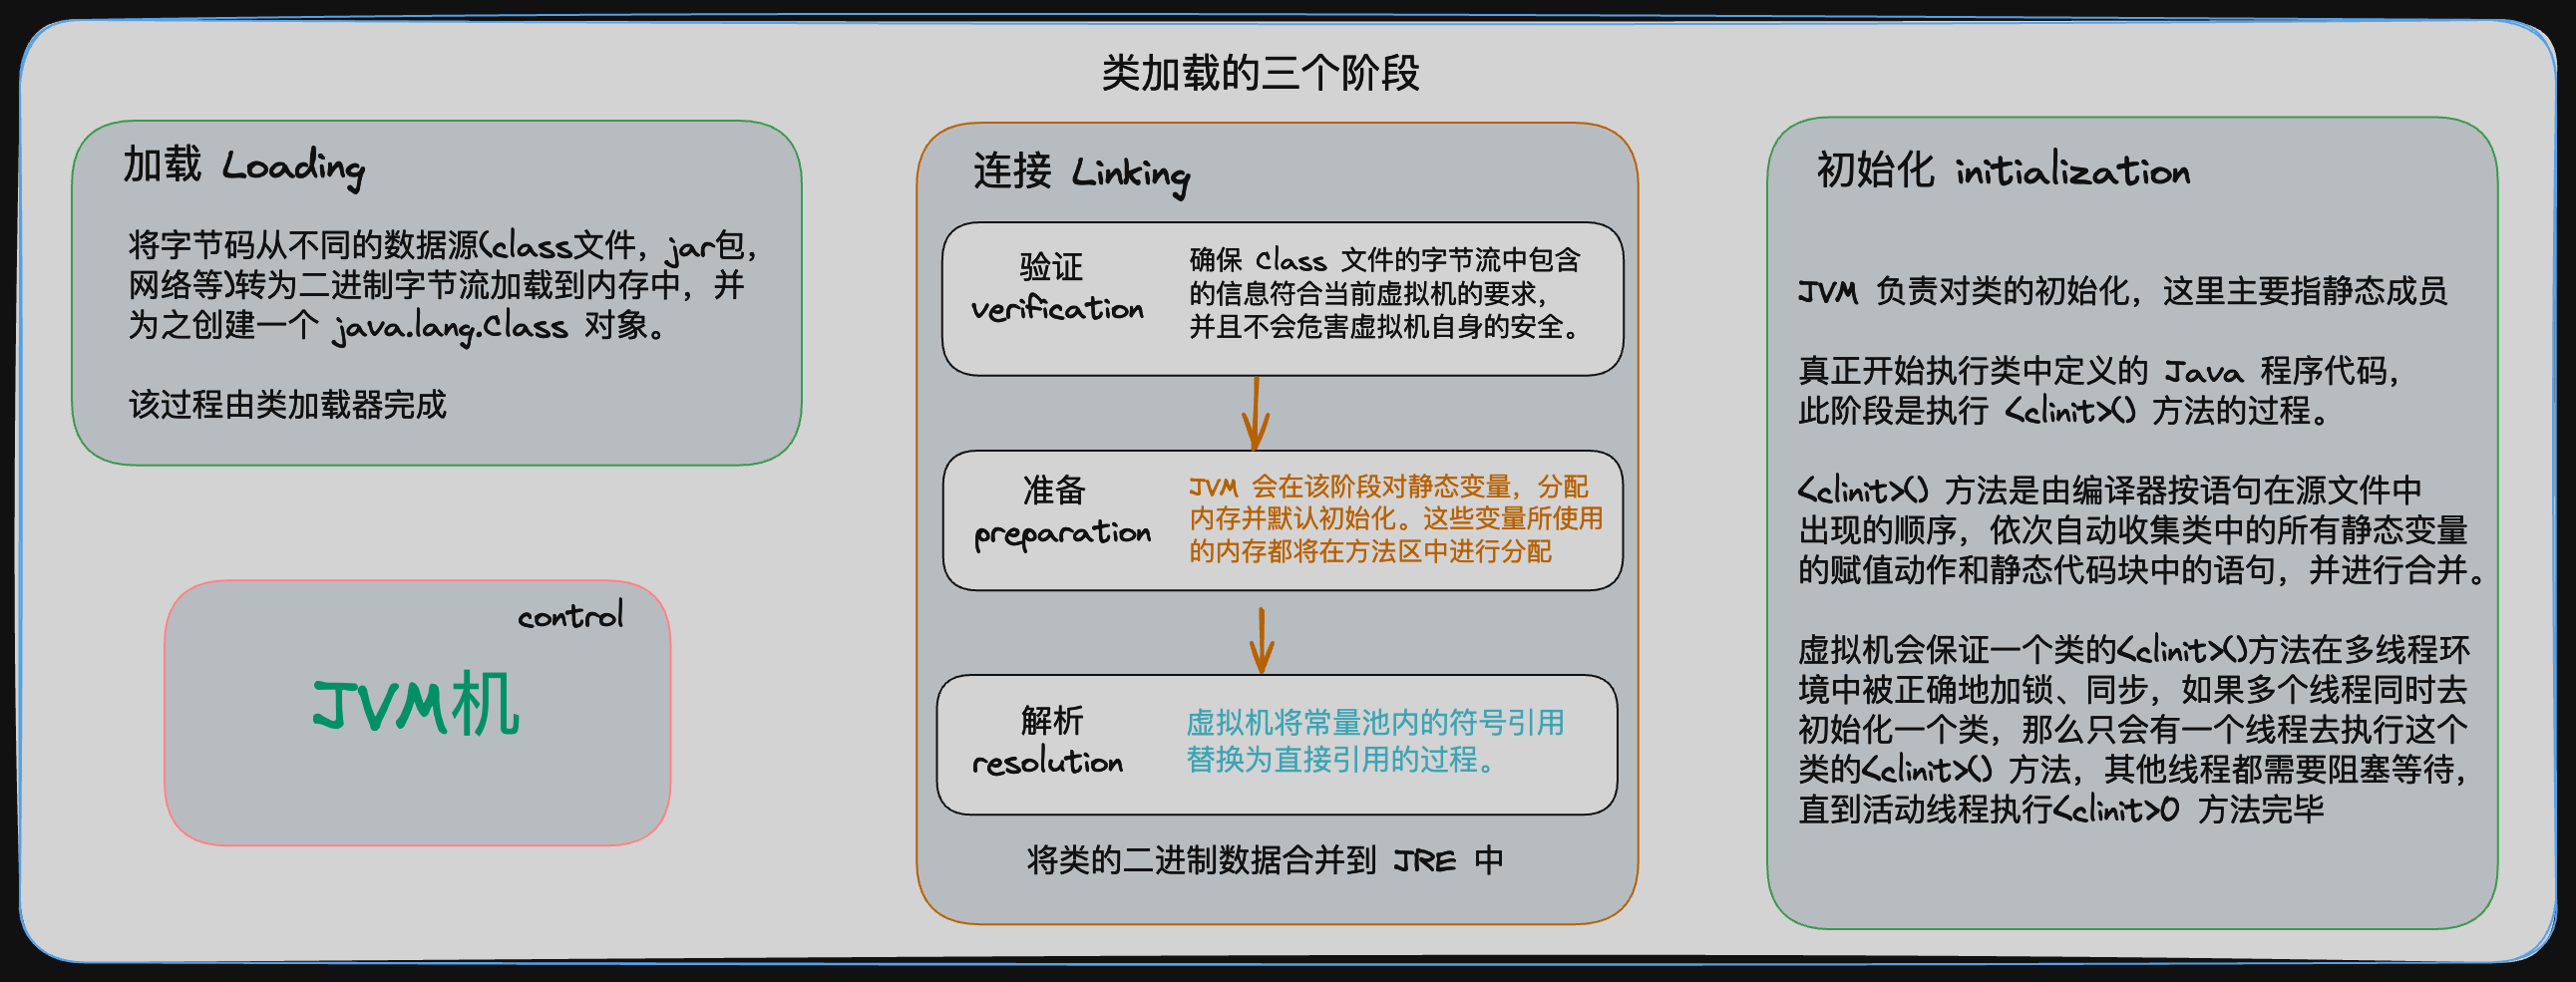 类加载的三个阶段
加载 Loading
将字节码从不同的数据源(class文件，jar包，
网络等)转为二进制字节流加载到内存中，并
为之创建一个 java.lang.Class 对象。
该过程由类加载器完成
control
JVM机
连接 Linking
验证
verification
确保 Class 文件的字节流中包含
的信息符合当前虚拟机的要求，
并且不会危害虚拟机自身的安全。
准备
preparation
JVM 会在该阶段对静态变量，分配
内存并默认初始化。这些变量所使用
的内存都将在方法区中进行分配
解析
resolution
虚拟机将常量池内的符号引用
替换为直接引用的过程。
将类的二进制数据合并到 JRE 中
初始化 initialization
JVM 负责对类的初始化，这里主要指静态成员
真正开始执行类中定义的 Java 程序代码，
此阶段是执行 <clinit>() 方法的过程。
<clinit>() 方法是由编译器按语句在源文件中
出现的顺序，依次自动收集类中的所有静态变量
的赋值动作和静态代码块中的语句，并进行合并。
虚拟机会保证一个类的<clinit>()方法在多线程环
境中被正确地加锁、同步，如果多个线程同时去
初始化一个类，那么只会有一个线程去执行这个
类的<clinit>() 方法，其他线程都需要阻塞等待，
直到活动线程执行<clinit>() 方法完毕